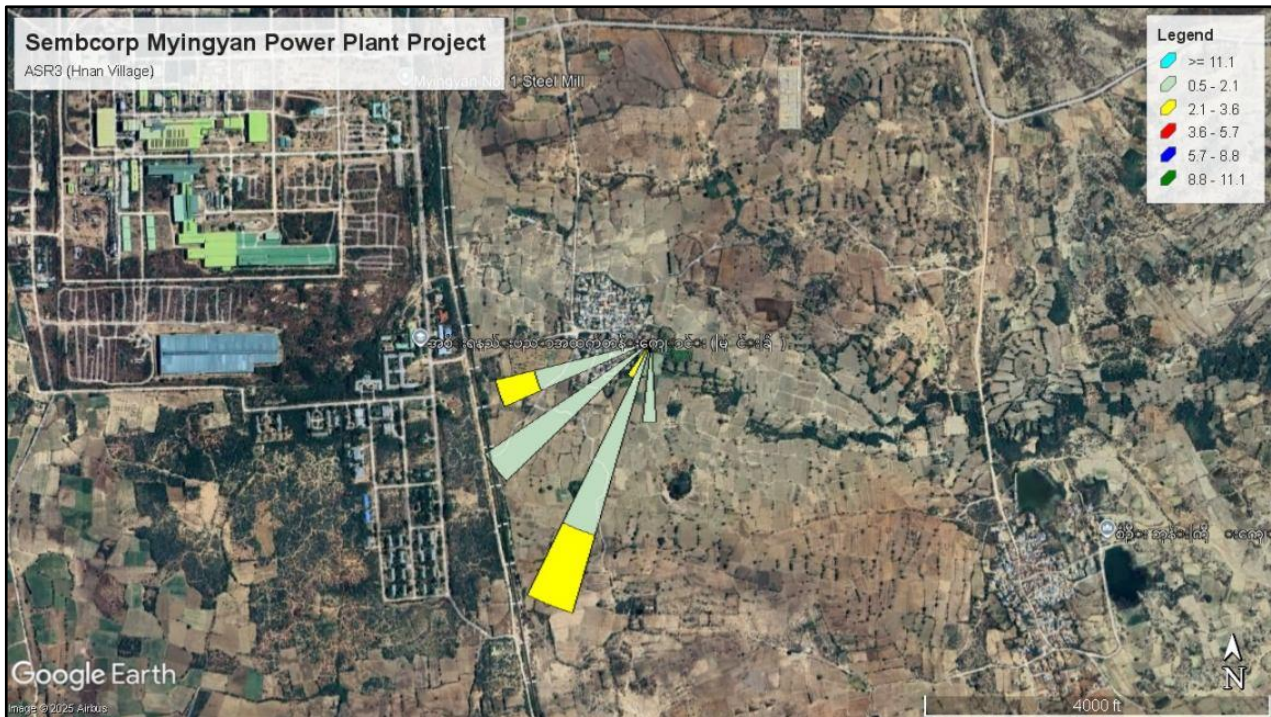 Sembcorp Myingyan Power Plant Project
ASR3 (Hnan Village)
Myingyan No. 1 Steel Mill
Legend
>= 11.1
0.5 - 2.1
2.1 - 3.6
3.6 - 5.7
5.7 - 8.8
8.8 - 11.1
N
4000 ft
Google Earth
Image © 2025 Airbus